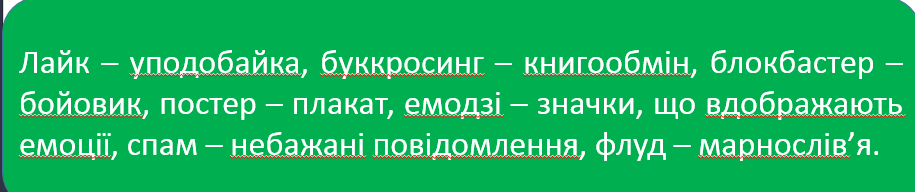 Лайк – уподобайка, буккросинг – книгообмін, блокбастер –
бойовик, постер – плакат, емодзі – значки, що вдображають
емоції, спам – небажані повідомлення, флуд – марнослів’я.